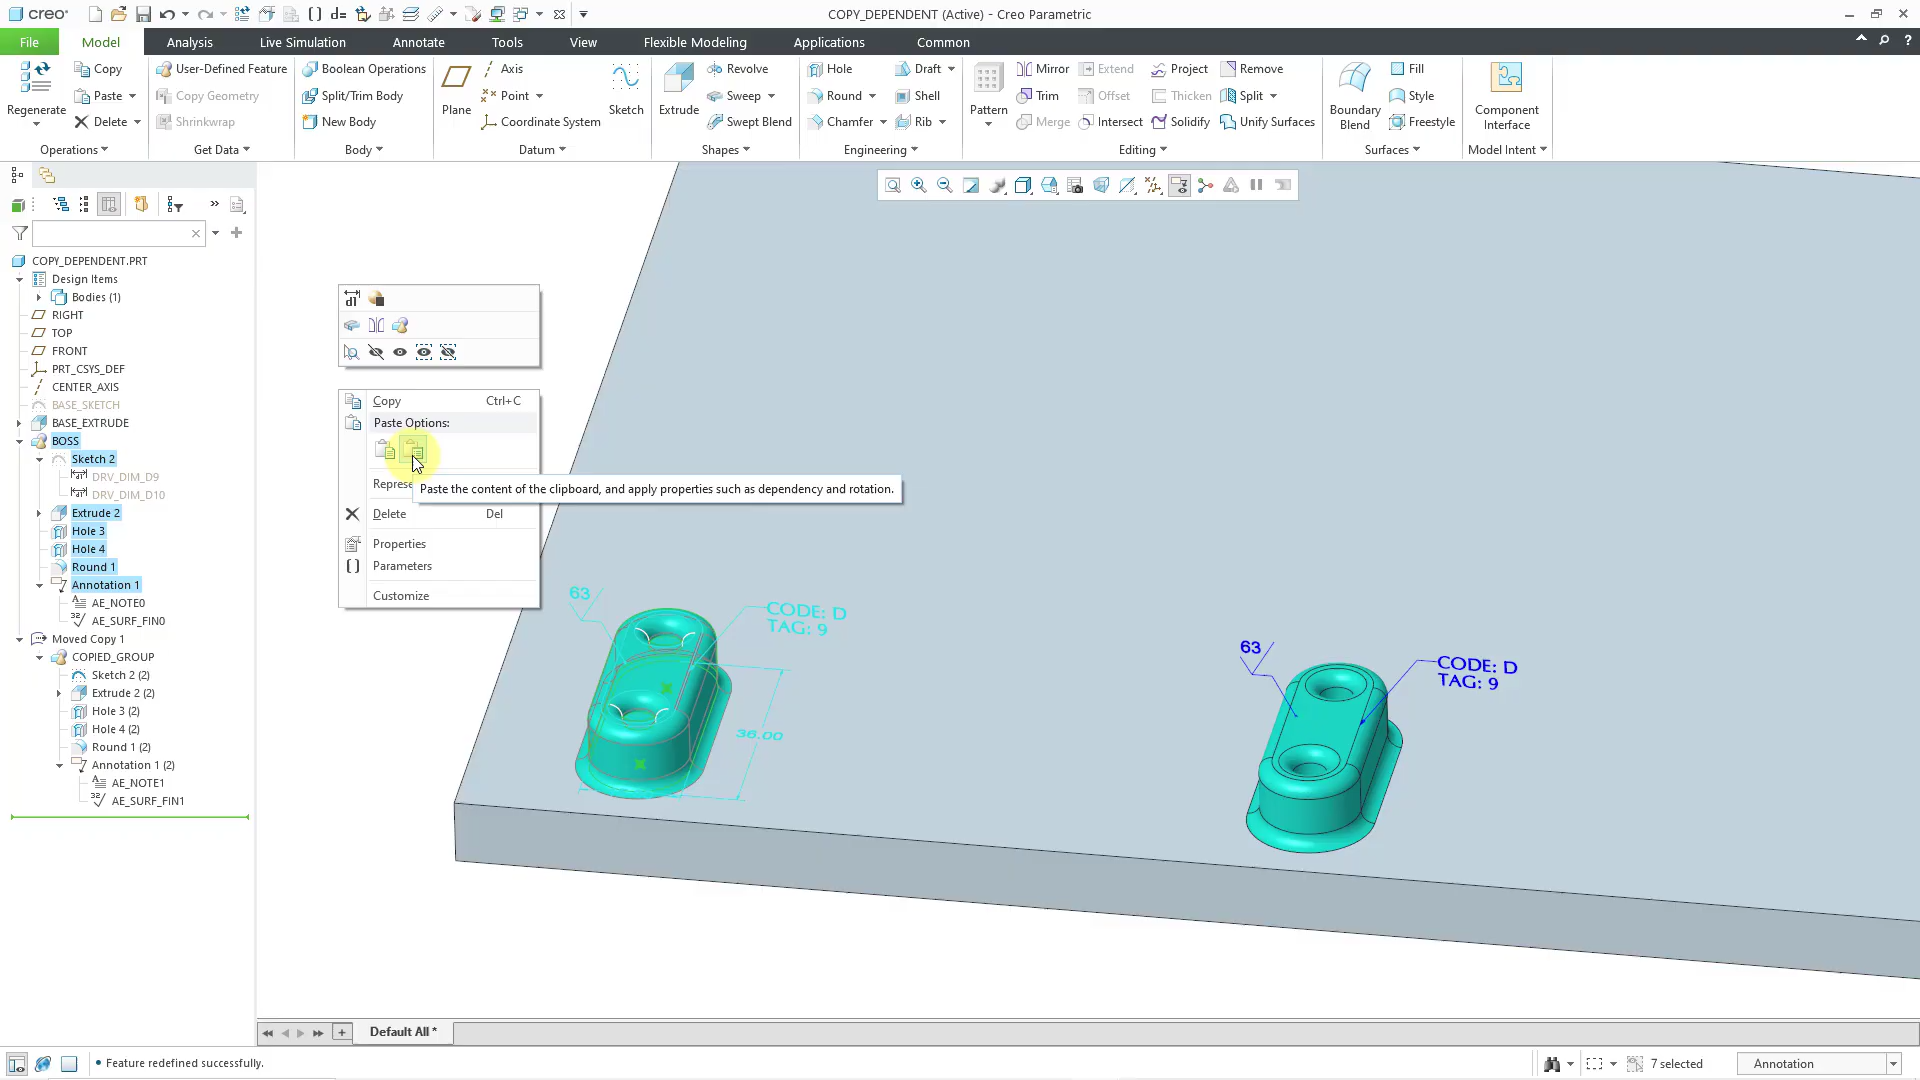 creo
COPY_DEPENDENT (Active) - Creo Parametric
File
Model
Analysis
Live Simulation
Annotate
Tools
View
Flexible Modeling
Applications
Common
Regenerate
Copy
Paste
Delete
Operations
User-Defined Feature
Copy Geometry
Shrinkwrap
Get Data
Boolean Operations
Split/Trim Body
New Body
Body
Plane
Axis
Point
Coordinate System
Sketch
Datum
Extrude
Revolve
Sweep
Swept Blend
Shapes
Hole
Round
Chamfer
Draft
Shell
Rib
Engineering
Pattern
Mirror
Trim
Merge
Extend
Offset
Intersect
Project
Thicken
Solidify
Remove
Split
Unify Surfaces
Editing
Boundary
Blend
Fill
Style
Freestyle
Surfaces
Component
Interface
Model Intent
COPY_DEPENDENT.PRT
Design Items
Bodies (1)
RIGHT
TOP
FRONT
PRT_CSYS_DEF
CENTER_AXIS
BASE_SKETCH
BASE_EXTRUDE
BOSS
Sketch 2
DRV_DIM_D9
DRV_DIM_D10
Extrude 2
Hole 3
Hole 4
Round 1
Annotation 1
AE_NOTE0
AE_SURF_FIN0
Moved Copy 1
COPIED_GROUP
Sketch 2 (2)
Extrude 2 (2)
Hole 3 (2)
Hole 4 (2)
Round 1 (2)
Annotation 1 (2)
AE_NOTE1
AE_SURF_FIN1
Copy Ctrl+C
Paste Options:
Represe
Paste the content of the clipboard, and apply properties such as dependency and rotation.
Delete Del
Properties
Parameters
Customize
63
CODE: D
TAG: 9
36.00
63
CODE: D
TAG: 9
Default All *
Feature redefined successfully.
7 selected
Annotation